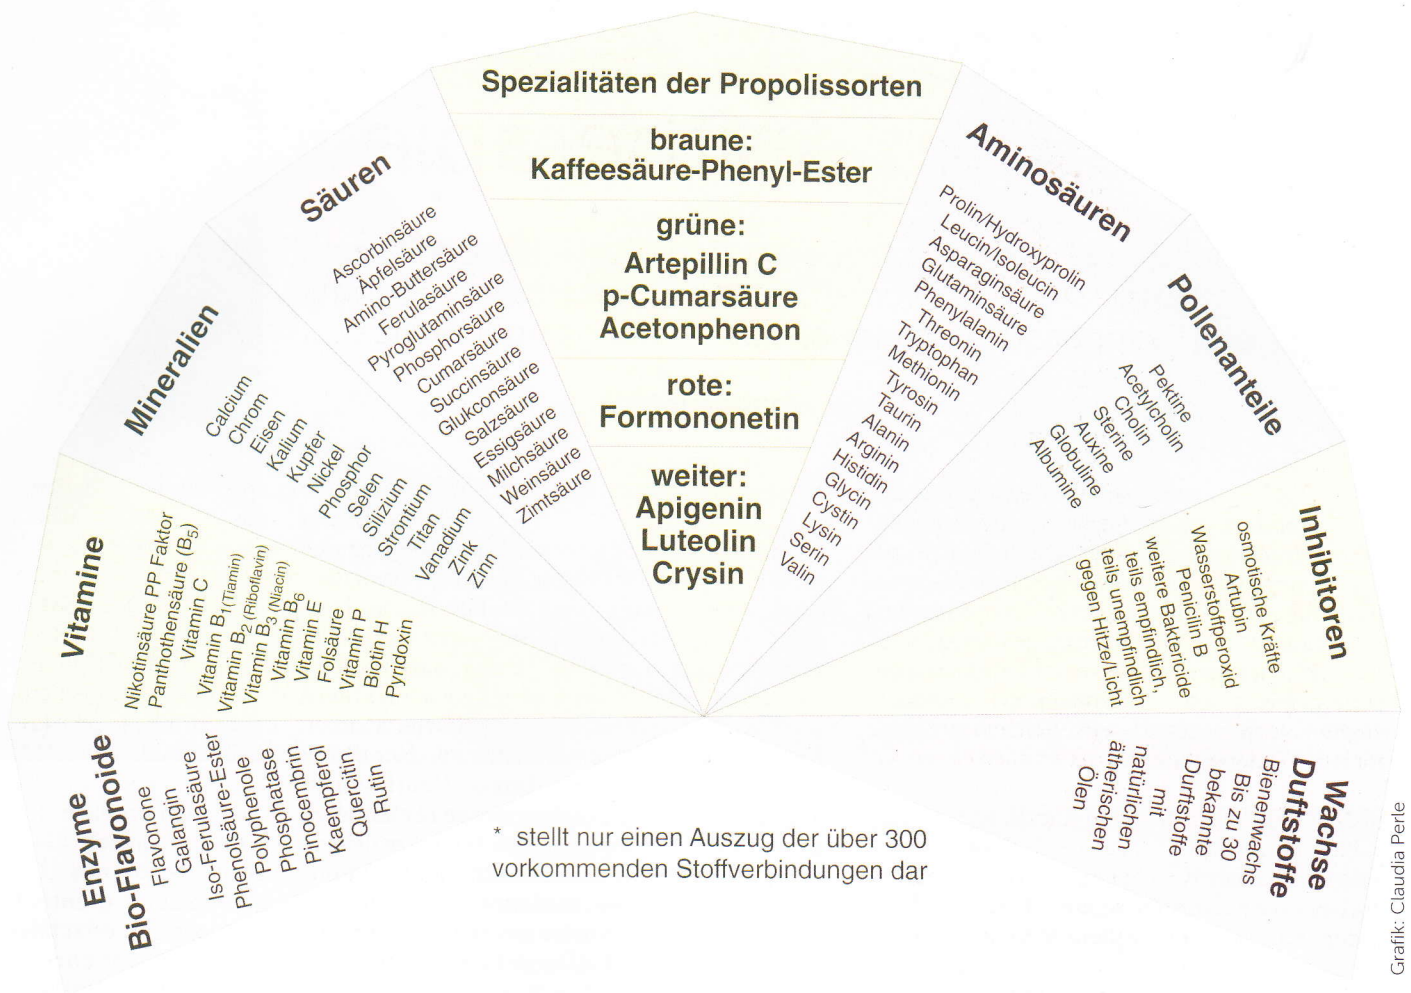 Spezialitäten der Propolissorten
braune:
Kaffeesäure-Phenyl-Ester
grüne:
Artepillin C
p-Cumarsäure
Acetonphenon
rote:
Formononetin
weiter:
Apigenin
Luteolin
Crysin
Enzyme
Bio-Flavonoide
Flavonone
Galangin
Iso-Ferulasäure
Phenolsäure-Ester
Polyphenole
Phosphatase
Pinocembrin
Kaempferol
Quercitin
Rutin
Vitamine
Nikotinsäure PP Faktor
Panthothensäure (B5)
Vitamin C
Vitamin B1(Tiamin)
Vitamin B2 (Riboflavin)
Vitamin B3 (Niacin)
Vitamin B6
Vitamin E
Folsäure
Vitamin P
Biotin H
Pyridoxin
Mineralien
Calcium
Chrom
Eisen
Kalium
Kupfer
Nickel
Phosphor
Selen
Silizium
Strontium
Titan
Vanadium
Zink
Zinn
Säuren
Ascorbinsäure
Äpfelsäure
Amino-Buttersäure
Ferulasäure
Pyroglutaminsäure
Phosphorsäure
Cumarsäure
Succinsäure
Glukconsäure
Salzsäure
Essigsäure
Milchsäure
Weinsäure
Zimtsäure
Aminosäuren
Prolin/Hydroxyprolin
Leucin/Isoleucin
Asparaginsäure
Glutaminsäure
Phenylalanin
Threonin
Tryptophan
Methionin
Tyrosin
Taurin
Alanin
Arginin
Histidin
Glycin
Cystin
Lysin
Serin
Valin
Pollenanteile
Pektine
Acetylcholin
Cholin
Sterine
Auxine
Globuline
Albumine
Inhibitoren
osmotische Kräfte
Artubin
Wasserstoffperoxid
Penicilin B
weitere Baktericide
teils empfindlich,
teils unempfindlich
gegen Hitze/Licht
Wachse
Duftstoffe
Bienenwachs
Bis zu 30
bekannte
Durftstoffe
mit
natürlichen
ätherischen
Ölen
* stellt nur einen Auszug der über 300
vorkommenden Stoffverbindungen dar
Grafik: Claudia Perle